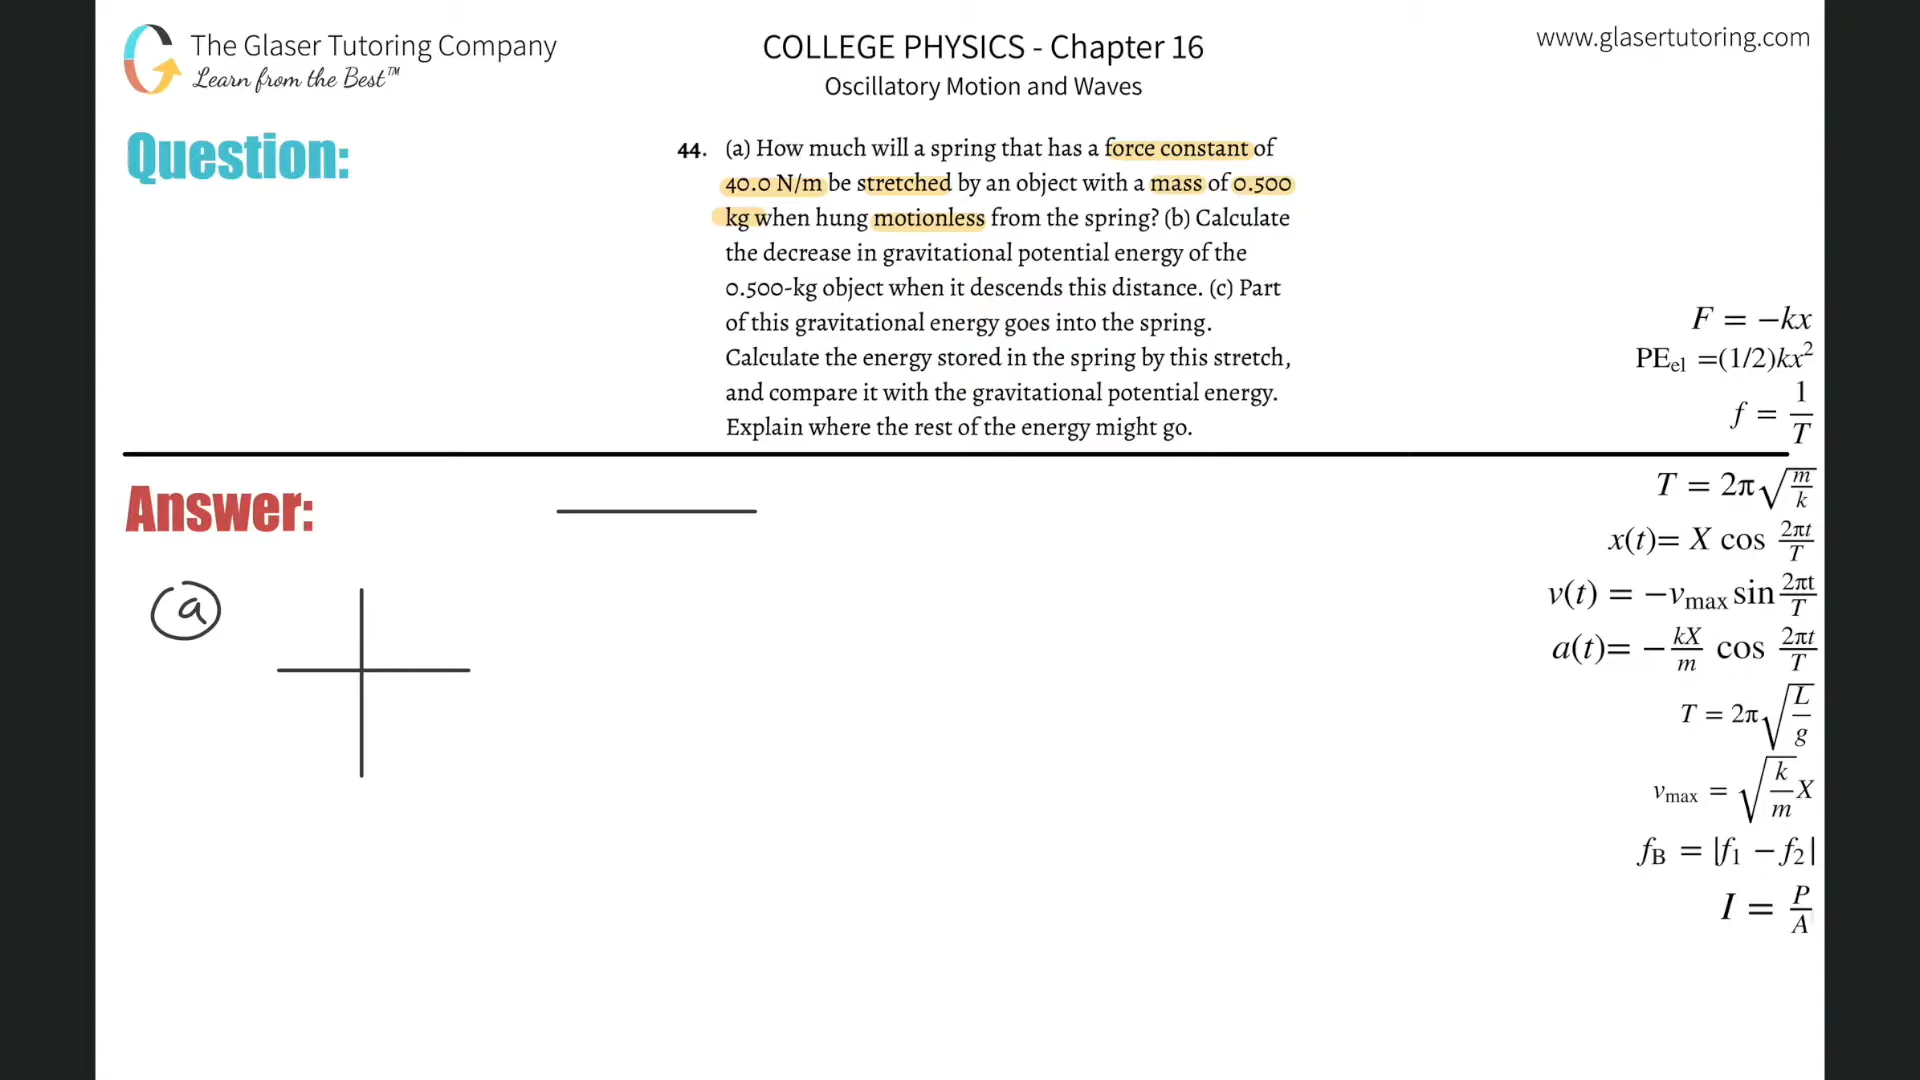 The Glaser Tutoring Company
Learn from the Best™
COLLEGE PHYSICS - Chapter 16
Oscillatory Motion and Waves
www.glasertutoring.com
Question:
44. (a) How much will a spring that has a force constant of
40.0 N/m be stretched by an object with a mass of 0.500
kg when hung motionless from the spring? (b) Calculate
the decrease in gravitational potential energy of the
0.500-kg object when it descends this distance. (c) Part
of this gravitational energy goes into the spring.
Calculate the energy stored in the spring by this stretch,
and compare it with the gravitational potential energy.
Explain where the rest of the energy might go.
F = −kx
PEel =(1/2)kx²
f = 1/T
Answer:
a
T = 2π√(m/k)
x(t)= X cos 2πt/T
v(t) = −vmax sin 2πt/T
a(t)= −kX/m cos 2πt/T
T = 2π√(L/g)
vmax = √(k/m)X
fB = |f1 − f2|
I = P/A